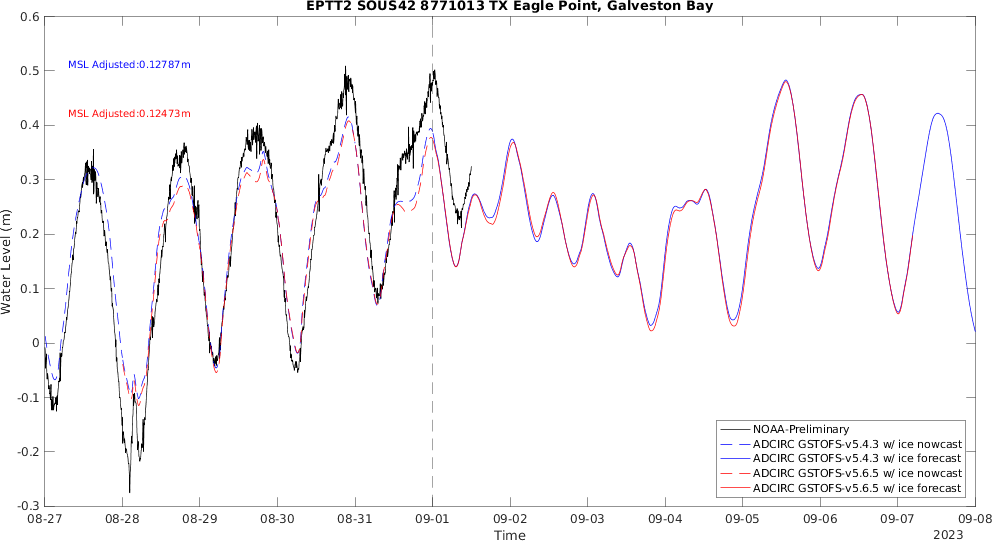 EPTT2 SOUS42 8771013 TX Eagle Point, Galveston Bay
0.6
0.5
0.4
0.3
0.2
0.1
0
-0.1
-0.2
-0.3
Water Level (m)
MSL Adjusted:0.12787m
MSL Adjusted:0.12473m
NOAA-Preliminary
ADCIRC GSTOFS-v5.4.3 w/ ice nowcast
ADCIRC GSTOFS-v5.4.3 w/ ice forecast
ADCIRC GSTOFS-v5.6.5 w/ ice nowcast
ADCIRC GSTOFS-v5.6.5 w/ ice forecast
08-27 08-28 08-29 08-30 08-31 09-01 09-02 09-03 09-04 09-05 09-06 09-07 09-08
Time
2023